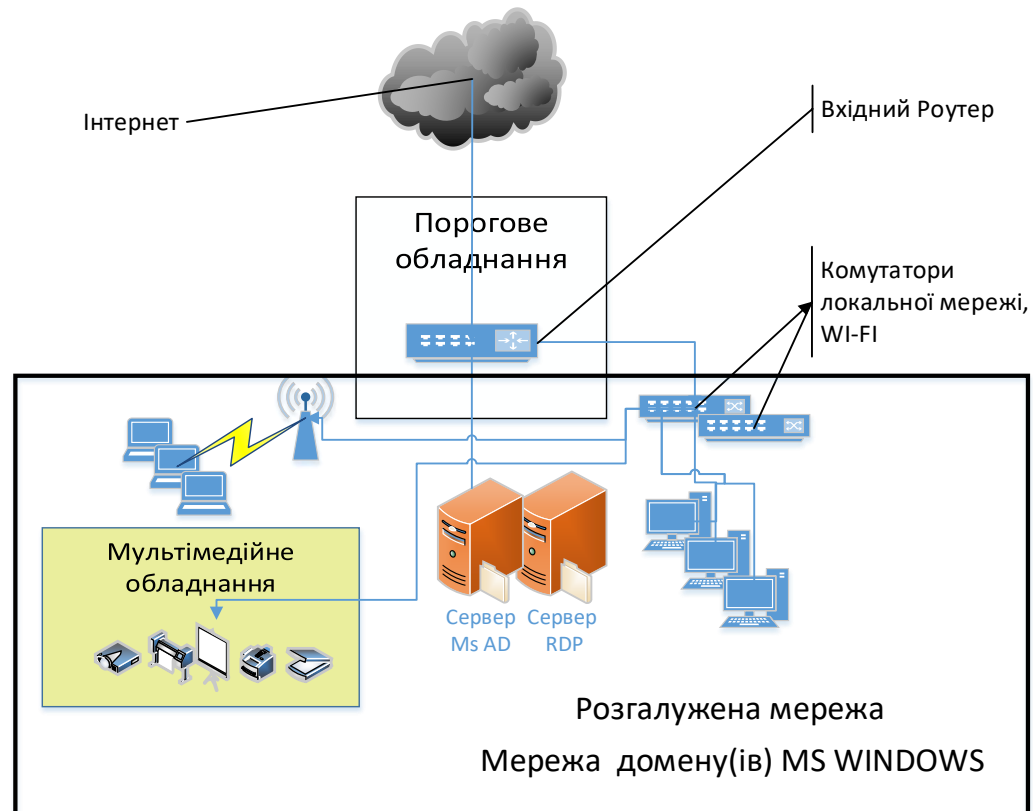 Інтернет
Вхідний Роутер
Порогове
обладнання
Комутатори
локальної мережі,
WI-FI
Мультімедійне
обладнання
Сервер
Ms AD
Сервер
RDP
Розгалужена мережа
Мережа домену(ів) MS WINDOWS